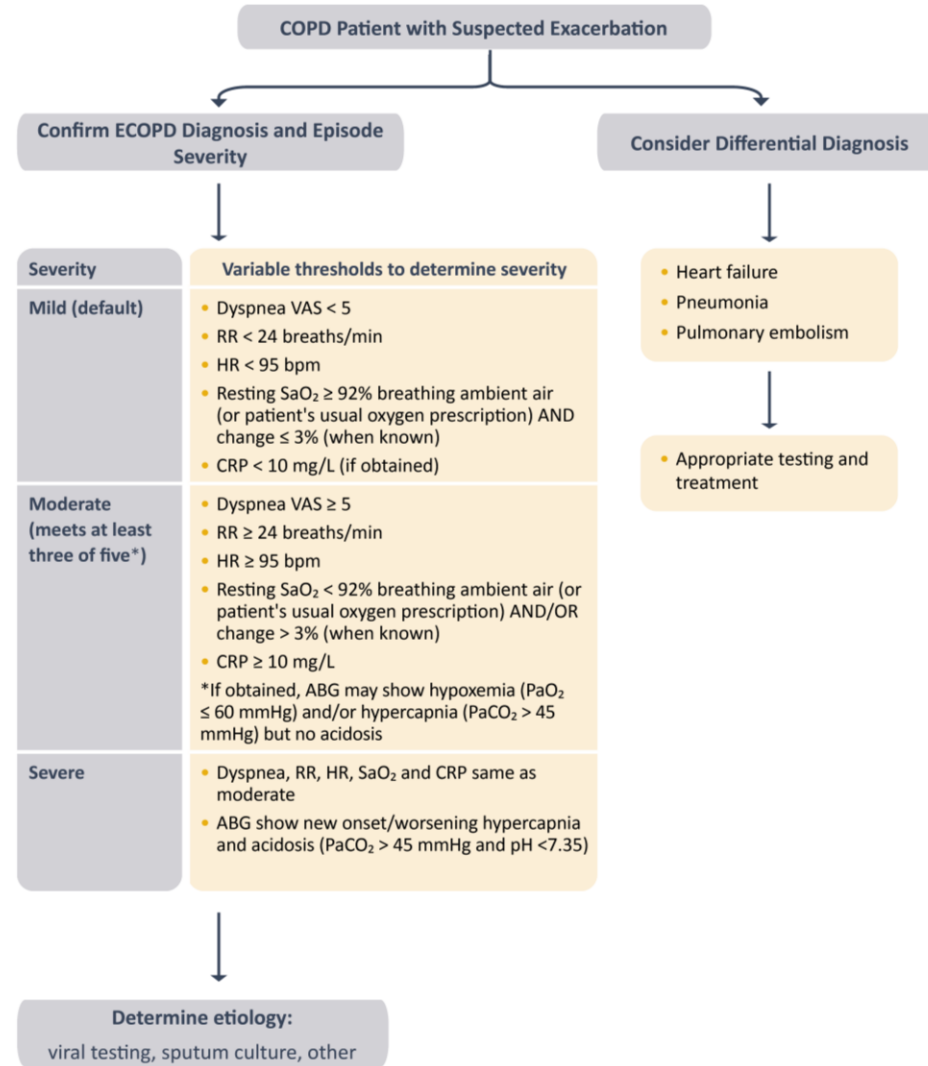 COPD Patient with Suspected Exacerbation
Confirm ECOPD Diagnosis and Episode
Severity
Consider Differential Diagnosis
Severity
Variable thresholds to determine severity
Mild (default)
• Dyspnea VAS < 5
• RR < 24 breaths/min
• HR < 95 bpm
• Resting SaO₂ ≥ 92% breathing ambient air
(or patient's usual oxygen prescription) AND
change ≤ 3% (when known)
• CRP < 10 mg/L (if obtained)
Moderate
(meets at least
three of five*)
• Dyspnea VAS ≥ 5
• RR ≥ 24 breaths/min
• HR ≥ 95 bpm
• Resting SaO₂ < 92% breathing ambient air (or
patient's usual oxygen prescription) AND/OR
change > 3% (when known)
• CRP ≥ 10 mg/L
*If obtained, ABG may show hypoxemia (PaO₂
≤ 60 mmHg) and/or hypercapnia (PaCO₂ > 45
mmHg) but no acidosis
Severe
• Dyspnea, RR, HR, SaO₂ and CRP same as
moderate
• ABG show new onset/worsening hypercapnia
and acidosis (PaCO₂ > 45 mmHg and pH <7.35)
• Heart failure
• Pneumonia
• Pulmonary embolism
• Appropriate testing and
treatment
Determine etiology:
viral testing, sputum culture, other